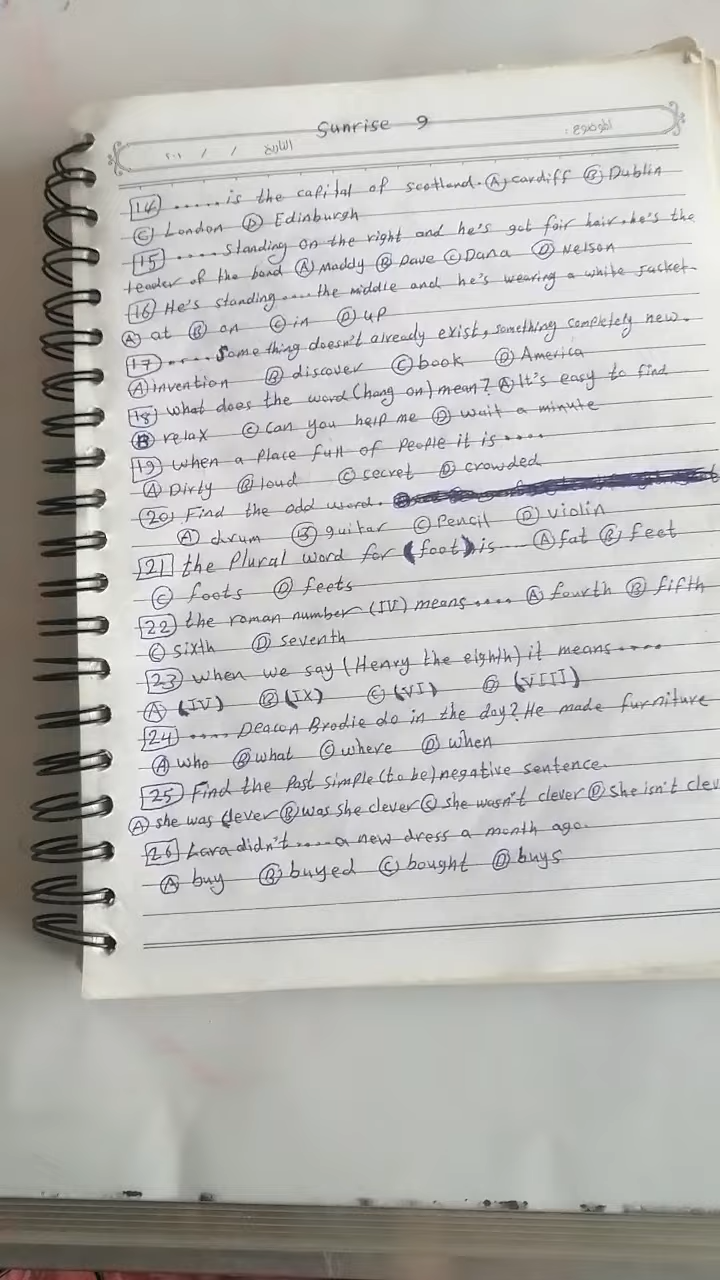 Sunrise 9
الموضوع : التاريخ / / ٢٠١
14 ..... is the capital of scotland. Ⓐ cardiff Ⓑ Dublin
Ⓒ London Ⓓ Edinburgh
15 .... standing on the right and he's got fair hair. he's the
leader of the band Ⓐ Maddy Ⓑ Dave Ⓒ Dana Ⓓ Nelson
16) He's standing.... the middle and he's wearing a white jacket.
Ⓐ at Ⓑ on Ⓒ in Ⓓ up
17) ..... Something doesn't already exist, something completely new.
Ⓐ Invention Ⓑ discover Ⓒ book Ⓓ America
18) what does the word (hang on) mean? Ⓐ It's easy to find
Ⓑ relax Ⓒ can you help me Ⓓ wait a minute
19) when a place full of people it is ....
Ⓐ Dirty Ⓑ loud Ⓒ secret Ⓓ crowded
20) Find the odd word.
Ⓐ drum Ⓑ guitar Ⓒ Pencil Ⓓ violin
21 the Plural word for (foot) is ... Ⓐ fat Ⓑ feet
Ⓒ foots Ⓓ feets
22) the roman number (IV) means .... Ⓐ fourth Ⓑ fifth
Ⓒ sixth Ⓓ seventh
23) when we say (Henry the eighth) it means .....
Ⓐ (IV) Ⓑ (IX) Ⓒ (VI) Ⓓ (VIII)
24 .... Deacon Brodie do in the day? He made furniture
Ⓐ who Ⓑ what Ⓒ where Ⓓ when
25 Find the Past simple (to be) negative sentence.
Ⓐ she was clever Ⓑ was she clever Ⓒ she wasn't clever Ⓓ she isn't clev
26 Lara didn't .... a new dress a month ago.
Ⓐ buy Ⓑ buyed Ⓒ bought Ⓓ buys